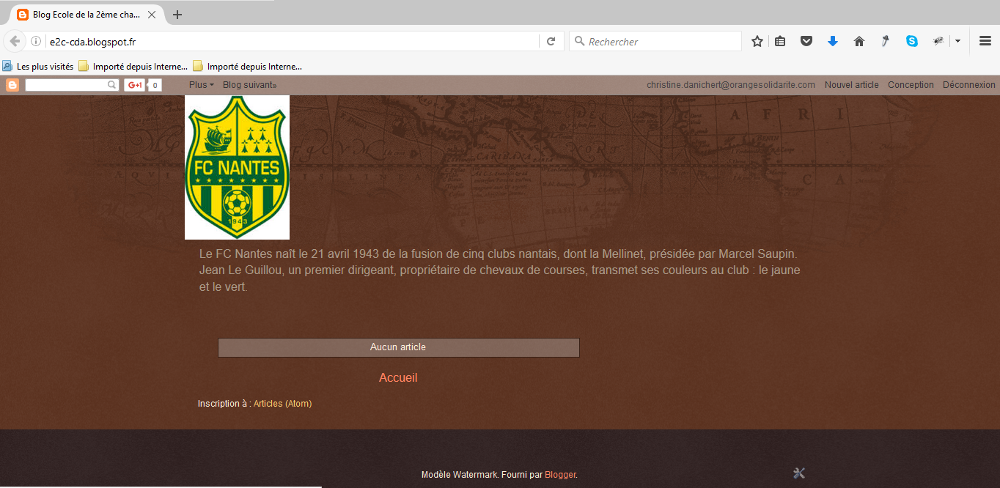 Blog Ecole de la 2ème cha...
e2c-cda.blogspot.fr
Rechercher
Les plus visités
Importé depuis Interne...
Importé depuis Interne...
G+1
0
Plus
Blog suivant»
christine.danichert@orangesolidarite.com
Nouvel article
Conception
Déconnexion
AFRI
CARIBANA
BENIN
CA
FC NANTES
1943
Le FC Nantes naît le 21 avril 1943 de la fusion de cinq clubs nantais, dont la Mellinet, présidée par Marcel Saupin.
Jean Le Guillou, un premier dirigeant, propriétaire de chevaux de courses, transmet ses couleurs au club : le jaune
et le vert.
Aucun article
Accueil
Inscription à : Articles (Atom)
Modèle Watermark. Fourni par Blogger.